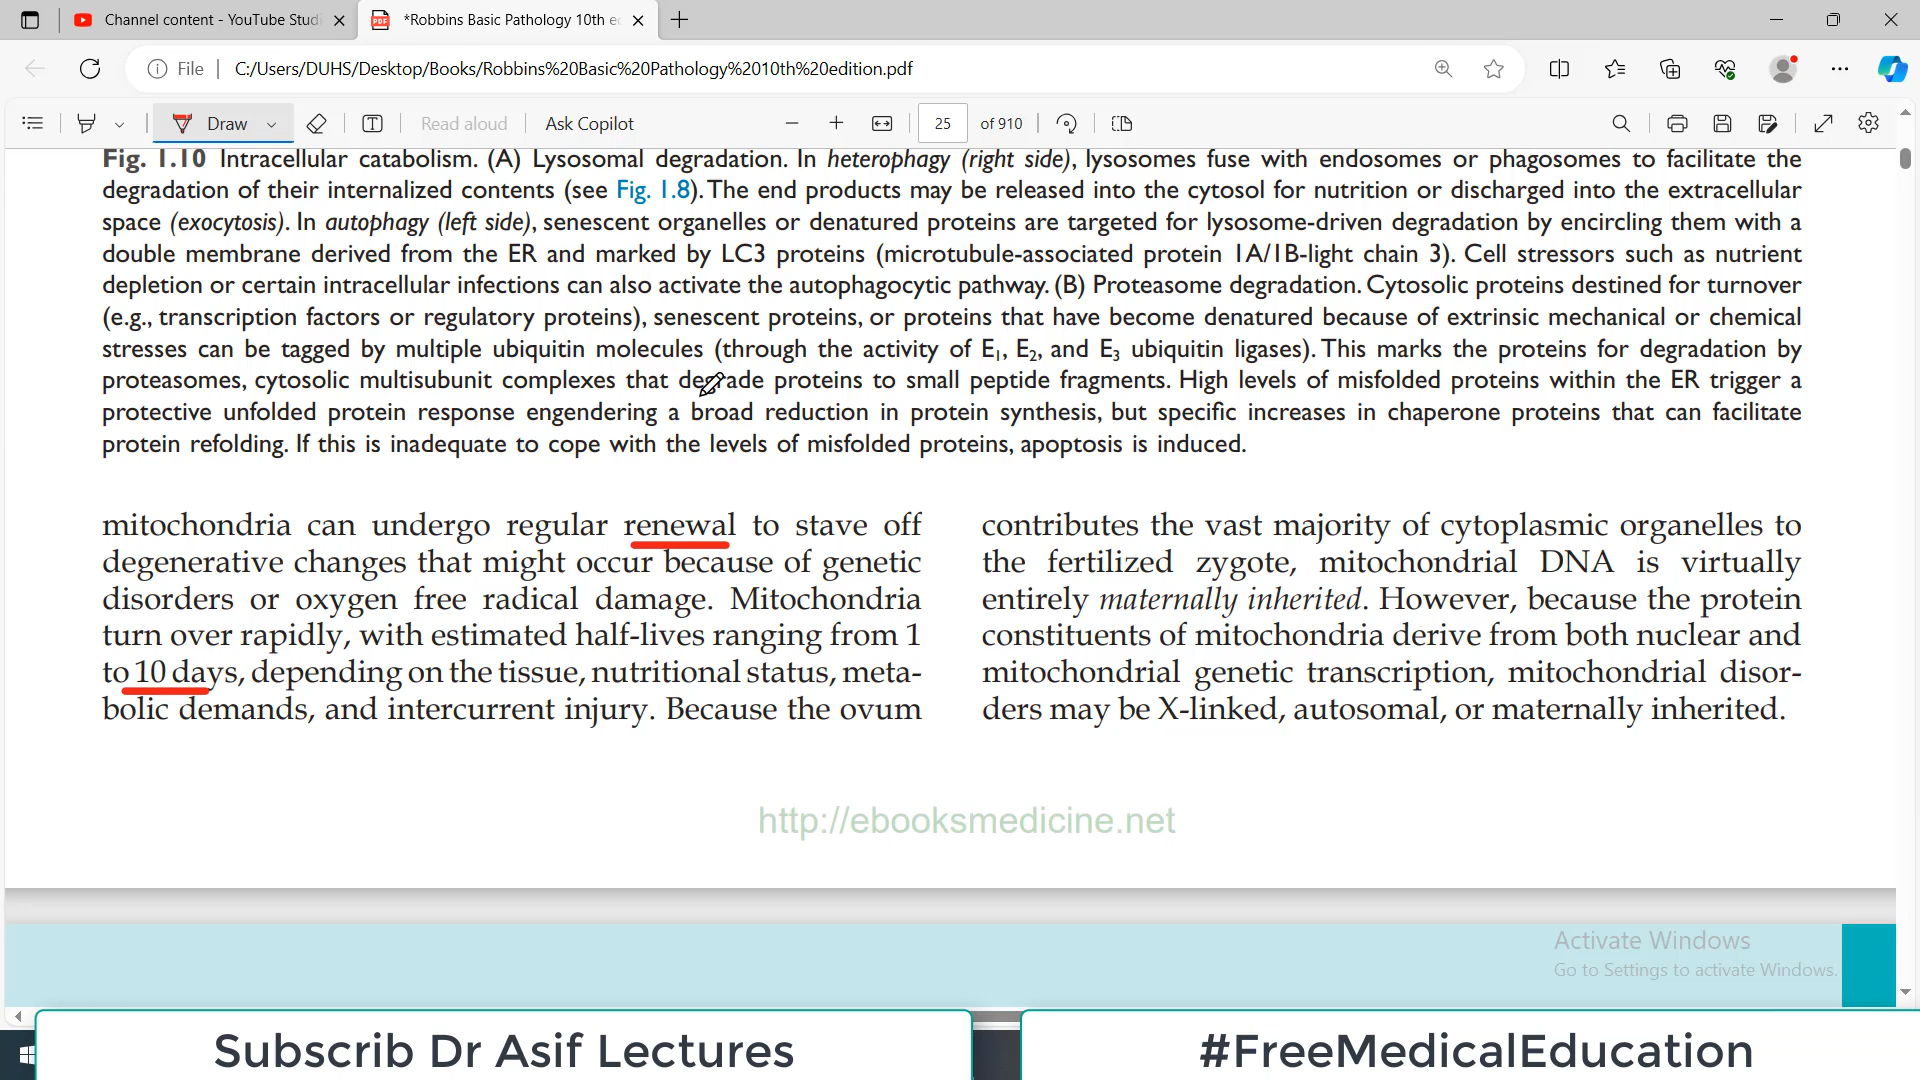 Channel content - YouTube Studi
*Robbins Basic Pathology 10th e
File
C:/Users/DUHS/Desktop/Books/Robbins%20Basic%20Pathology%2010th%20edition.pdf
Draw
Read aloud
Ask Copilot
25
of 910
Fig. 1.10 Intracellular catabolism. (A) Lysosomal degradation. In heterophagy (right side), lysosomes fuse with endosomes or phagosomes to facilitate the
degradation of their internalized contents (see Fig. 1.8). The end products may be released into the cytosol for nutrition or discharged into the extracellular
space (exocytosis). In autophagy (left side), senescent organelles or denatured proteins are targeted for lysosome-driven degradation by encircling them with a
double membrane derived from the ER and marked by LC3 proteins (microtubule-associated protein 1A/1B-light chain 3). Cell stressors such as nutrient
depletion or certain intracellular infections can also activate the autophagocytic pathway. (B) Proteasome degradation. Cytosolic proteins destined for turnover
(e.g., transcription factors or regulatory proteins), senescent proteins, or proteins that have become denatured because of extrinsic mechanical or chemical
stresses can be tagged by multiple ubiquitin molecules (through the activity of E1, E2, and E3 ubiquitin ligases). This marks the proteins for degradation by
proteasomes, cytosolic multisubunit complexes that degrade proteins to small peptide fragments. High levels of misfolded proteins within the ER trigger a
protective unfolded protein response engendering a broad reduction in protein synthesis, but specific increases in chaperone proteins that can facilitate
protein refolding. If this is inadequate to cope with the levels of misfolded proteins, apoptosis is induced.
mitochondria can undergo regular renewal to stave off
degenerative changes that might occur because of genetic
disorders or oxygen free radical damage. Mitochondria
turn over rapidly, with estimated half-lives ranging from 1
to 10 days, depending on the tissue, nutritional status, meta-
bolic demands, and intercurrent injury. Because the ovum
contributes the vast majority of cytoplasmic organelles to
the fertilized zygote, mitochondrial DNA is virtually
entirely maternally inherited. However, because the protein
constituents of mitochondria derive from both nuclear and
mitochondrial genetic transcription, mitochondrial disor-
ders may be X-linked, autosomal, or maternally inherited.
http://ebooksmedicine.net
Activate Windows
Go to Settings to activate Windows.
Subscrib Dr Asif Lectures
#FreeMedicalEducation